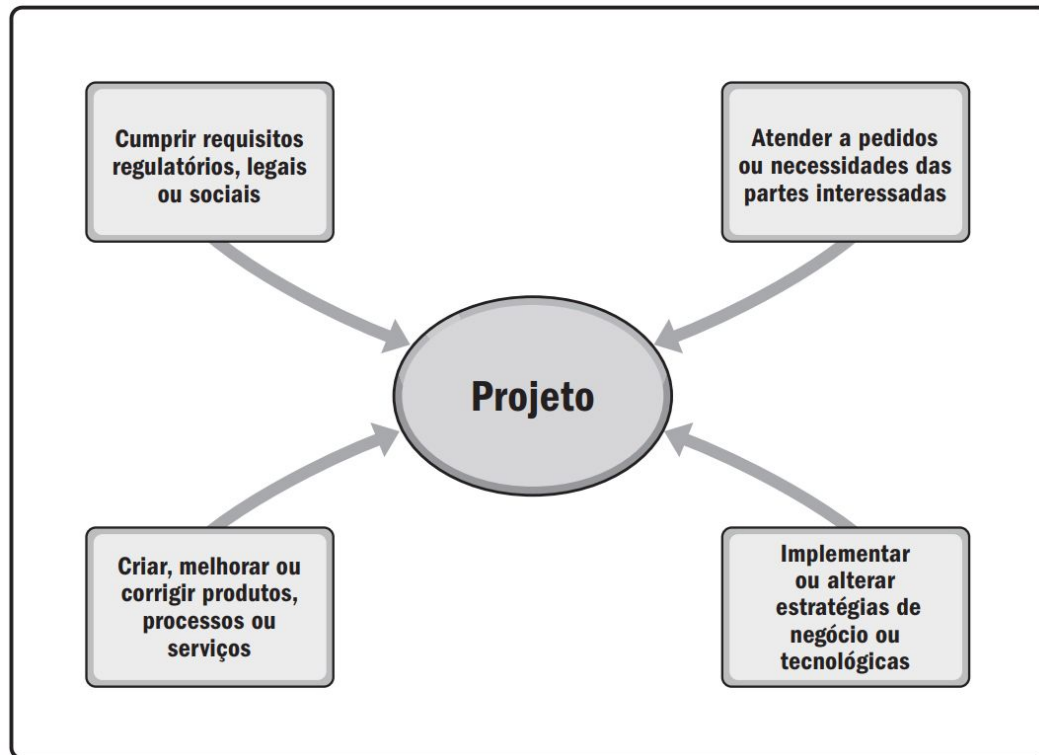 Cumprir requisitos
regulatórios, legais
ou sociais
Atender a pedidos
ou necessidades das
partes interessadas
Projeto
Criar, melhorar ou
corrigir produtos,
processos ou
serviços
Implementar
ou alterar
estratégias de
negócio ou
tecnológicas